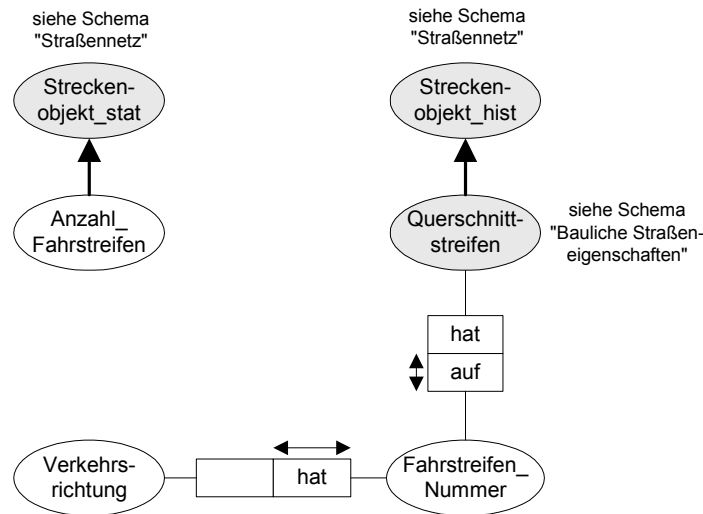 siehe Schema
"Straßennetz"
siehe Schema
"Straßennetz"
Strecken-
objekt_stat
Strecken-
objekt_hist
Anzahl_
Fahrstreifen
Querschnitt-
streifen
siehe Schema
"Bauliche Straßen-
eigenschaften"
hat
auf
Verkehrs-
richtung
hat
Fahrstreifen_
Nummer